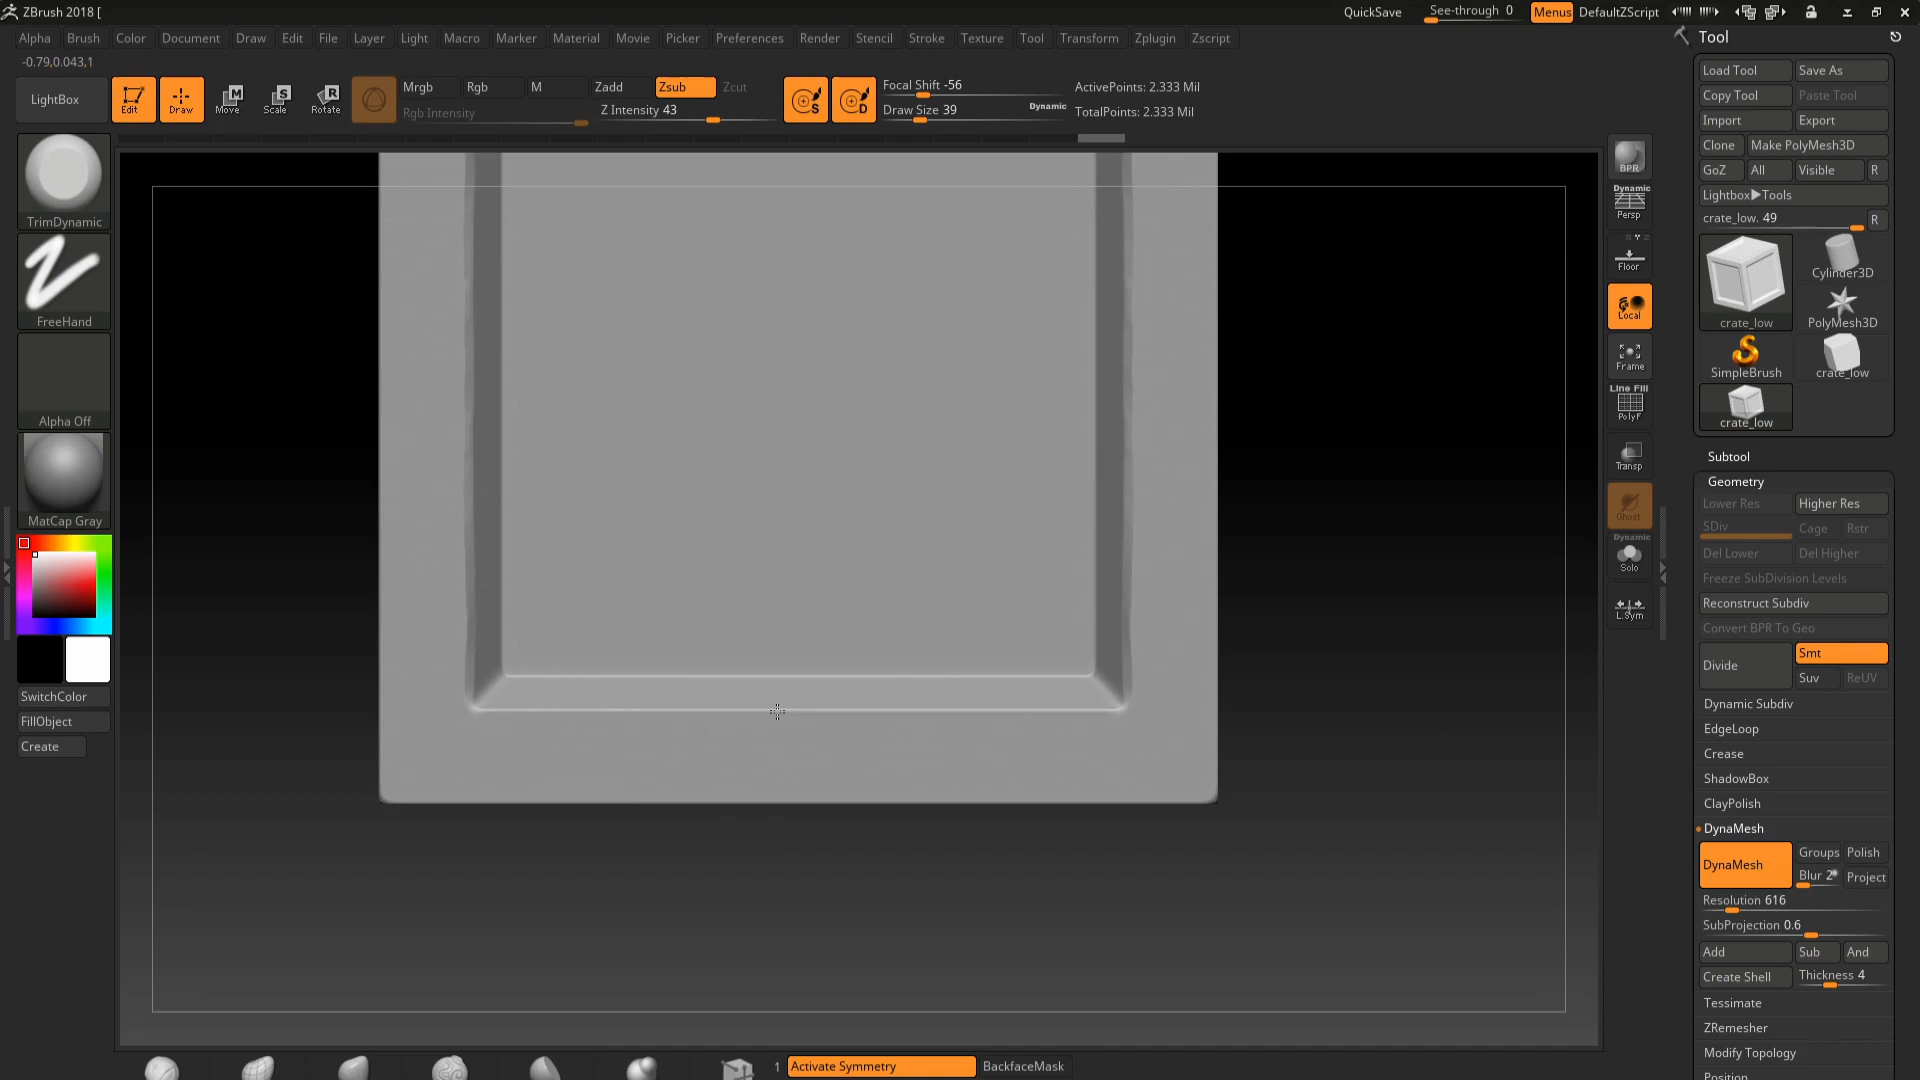 ZBrush 2018 [
QuickSave
See-through 0
Menus
DefaultZScript
Alpha Brush Color Document Draw Edit File Layer Light Macro Marker Material Movie Picker Preferences Render Stencil Stroke Texture Tool Transform Zplugin Zscript
-0.79,0.043,1
LightBox
Edit
Draw
Move
Scale
Rotate
Mrgb Rgb M
Rgb Intensity
Zadd Zsub Zcut
Z Intensity 43
Focal Shift -56
Draw Size 39
Dynamic
ActivePoints: 2.333 Mil
TotalPoints: 2.333 Mil
TrimDynamic
FreeHand
Alpha Off
MatCap Gray
SwitchColor
FillObject
Create
BPR
Dynamic
Persp
Floor
Local
Frame
Line Fill
PolyF
Transp
Ghost
Dynamic
Solo
L.Sym
Tool
Load Tool Save As
Copy Tool Paste Tool
Import Export
Clone Make PolyMesh3D
GoZ All Visible R
Lightbox▶Tools
crate_low. 49 R
crate_low
Cylinder3D
PolyMesh3D
SimpleBrush
crate_low
crate_low
Subtool
Geometry
Lower Res Higher Res
SDiv Cage Rstr
Del Lower Del Higher
Freeze SubDivision Levels
Reconstruct Subdiv
Convert BPR To Geo
Divide Smt
Suv ReUV
Dynamic Subdiv
EdgeLoop
Crease
ShadowBox
ClayPolish
DynaMesh
DynaMesh Groups Polish
Blur 2 Project
Resolution 616
SubProjection 0.6
Add Sub And
Create Shell Thickness 4
Tessimate
ZRemesher
Modify Topology
Position
1 Activate Symmetry BackfaceMask